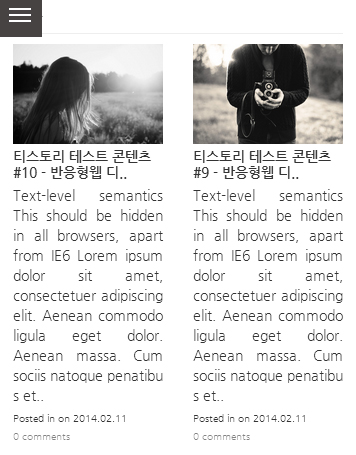 티스토리 테스트 콘텐츠
#10 - 반응형웹 디..
Text-level semantics
This should be hidden
in all browsers, apart
from IE6 Lorem ipsum
dolor sit amet,
consectetuer adipiscing
elit. Aenean commodo
ligula eget dolor.
Aenean massa. Cum
sociis natoque penatibu
s et..
Posted in on 2014.02.11
0 comments
티스토리 테스트 콘텐츠
#9 - 반응형웹 디..
Text-level semantics
This should be hidden
in all browsers, apart
from IE6 Lorem ipsum
dolor sit amet,
consectetuer adipiscing
elit. Aenean commodo
ligula eget dolor.
Aenean massa. Cum
sociis natoque penatibu
s et..
Posted in on 2014.02.11
0 comments